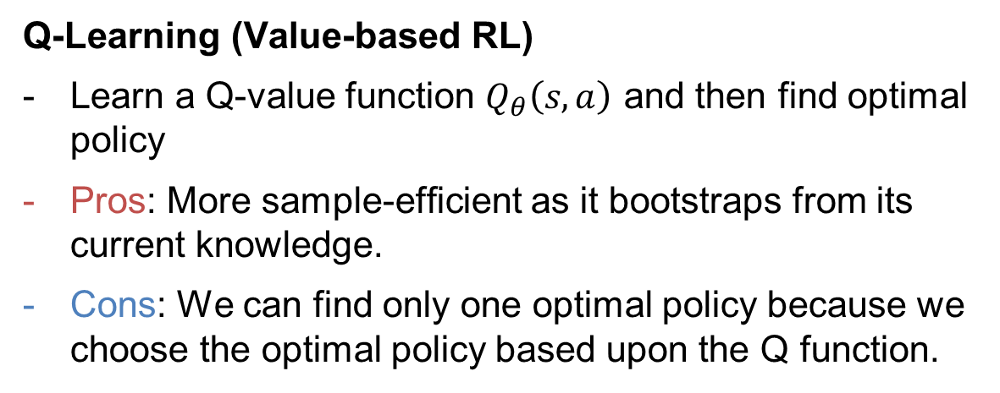 Q-Learning (Value-based RL)
- Learn a Q-value function Q_θ(s, a) and then find optimal
policy
- Pros: More sample-efficient as it bootstraps from its
current knowledge.
- Cons: We can find only one optimal policy because we
choose the optimal policy based upon the Q function.